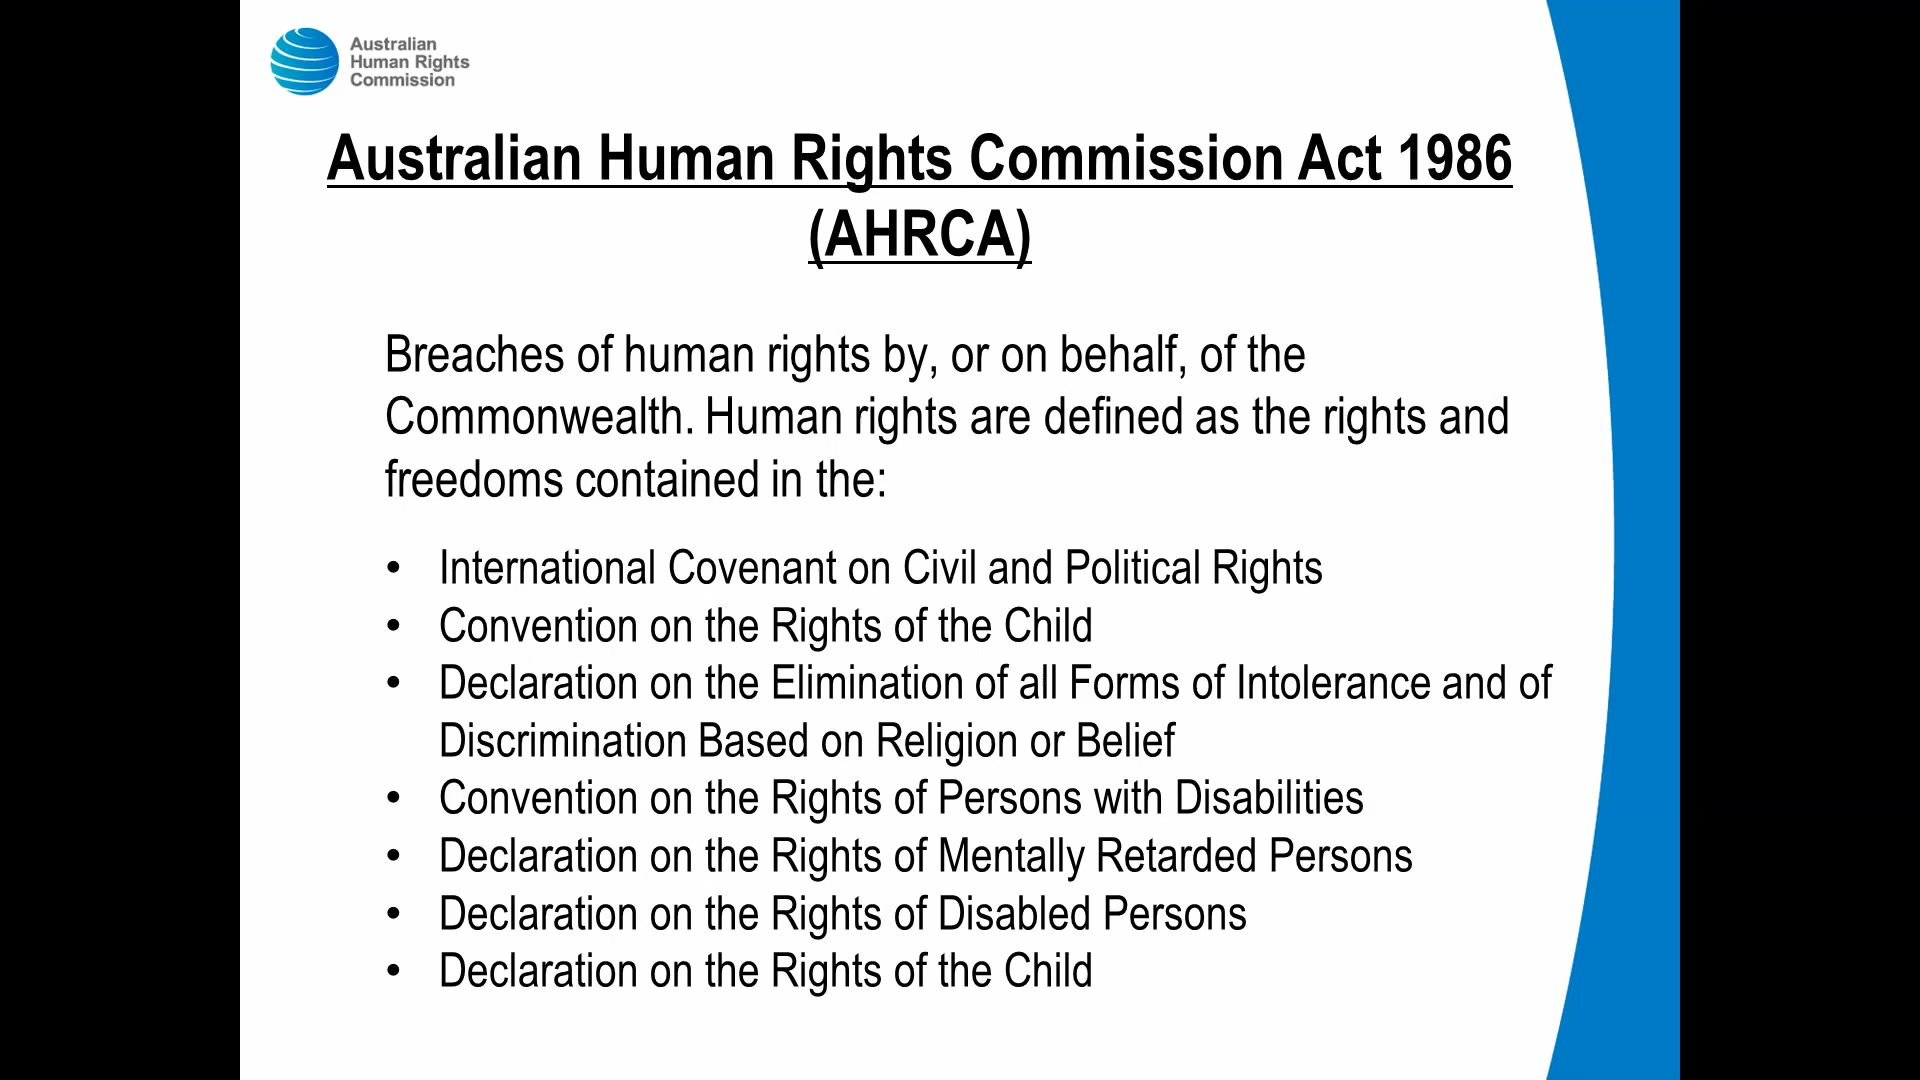 Australian
Human Rights
Commission
Australian Human Rights Commission Act 1986
(AHRCA)
Breaches of human rights by, or on behalf, of the
Commonwealth. Human rights are defined as the rights and
freedoms contained in the:
• International Covenant on Civil and Political Rights
• Convention on the Rights of the Child
• Declaration on the Elimination of all Forms of Intolerance and of
Discrimination Based on Religion or Belief
• Convention on the Rights of Persons with Disabilities
• Declaration on the Rights of Mentally Retarded Persons
• Declaration on the Rights of Disabled Persons
• Declaration on the Rights of the Child